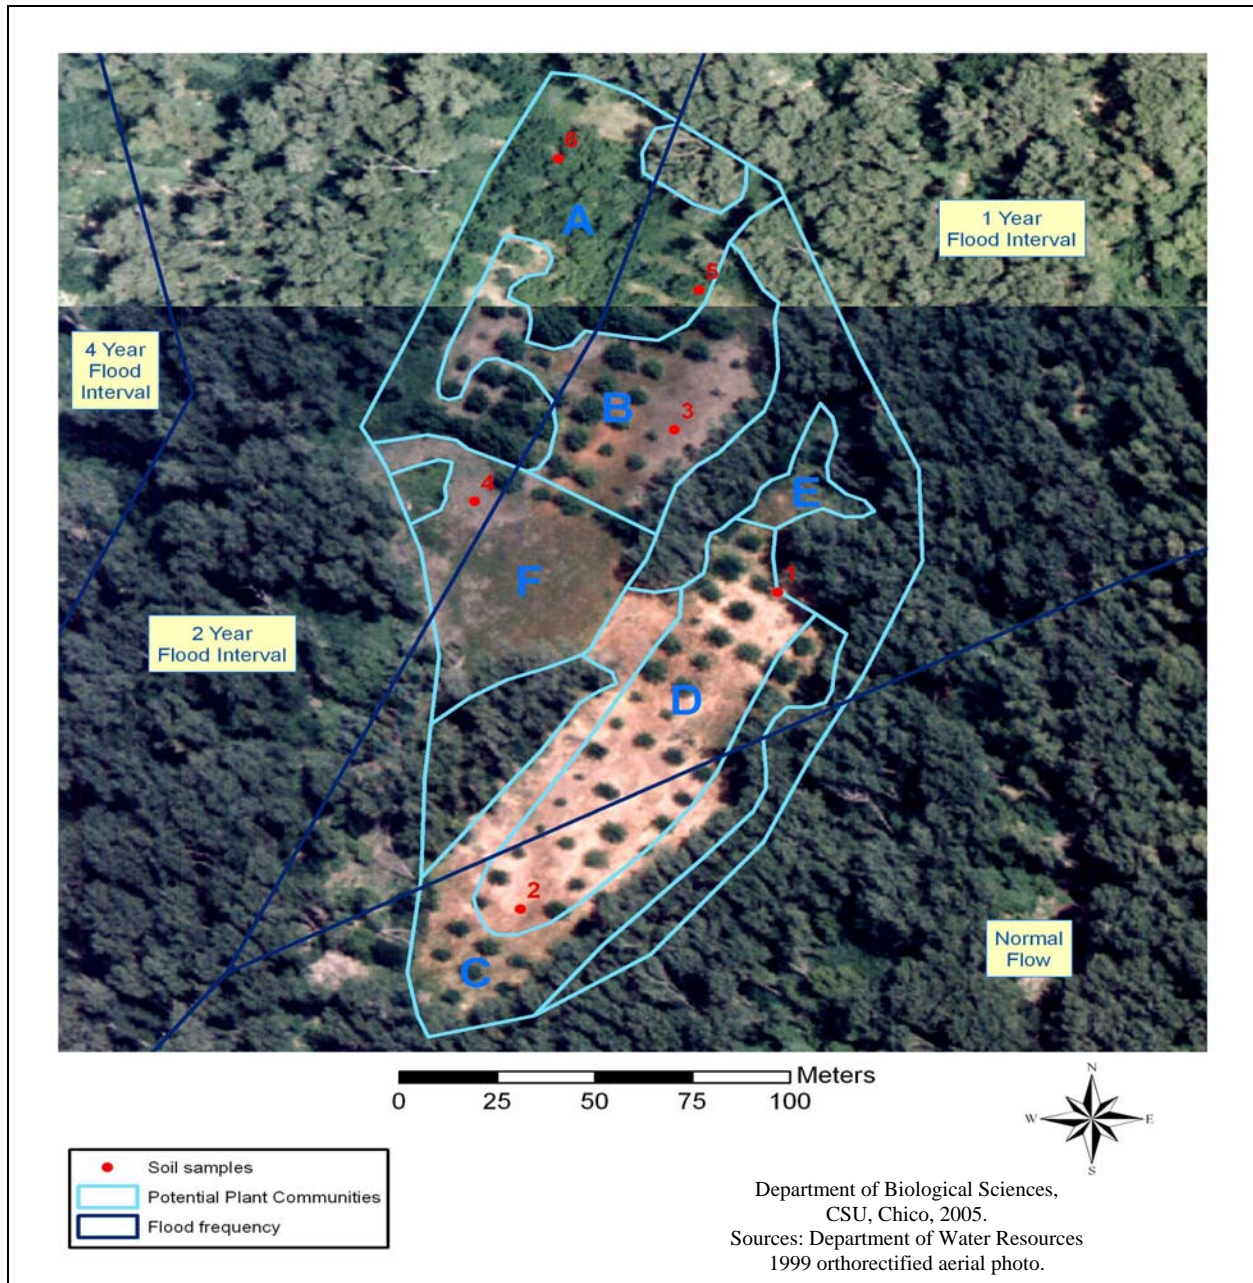 6
A
1 Year
Flood Interval
5
4 Year
Flood
Interval
B
3
4
E
F
1
2 Year
Flood Interval
D
2
C
Normal
Flow
Meters
0 25 50 75 100
N
W E
S
Soil samples
Potential Plant Communities
Flood frequency
Department of Biological Sciences,
CSU, Chico, 2005.
Sources: Department of Water Resources
1999 orthorectified aerial photo.